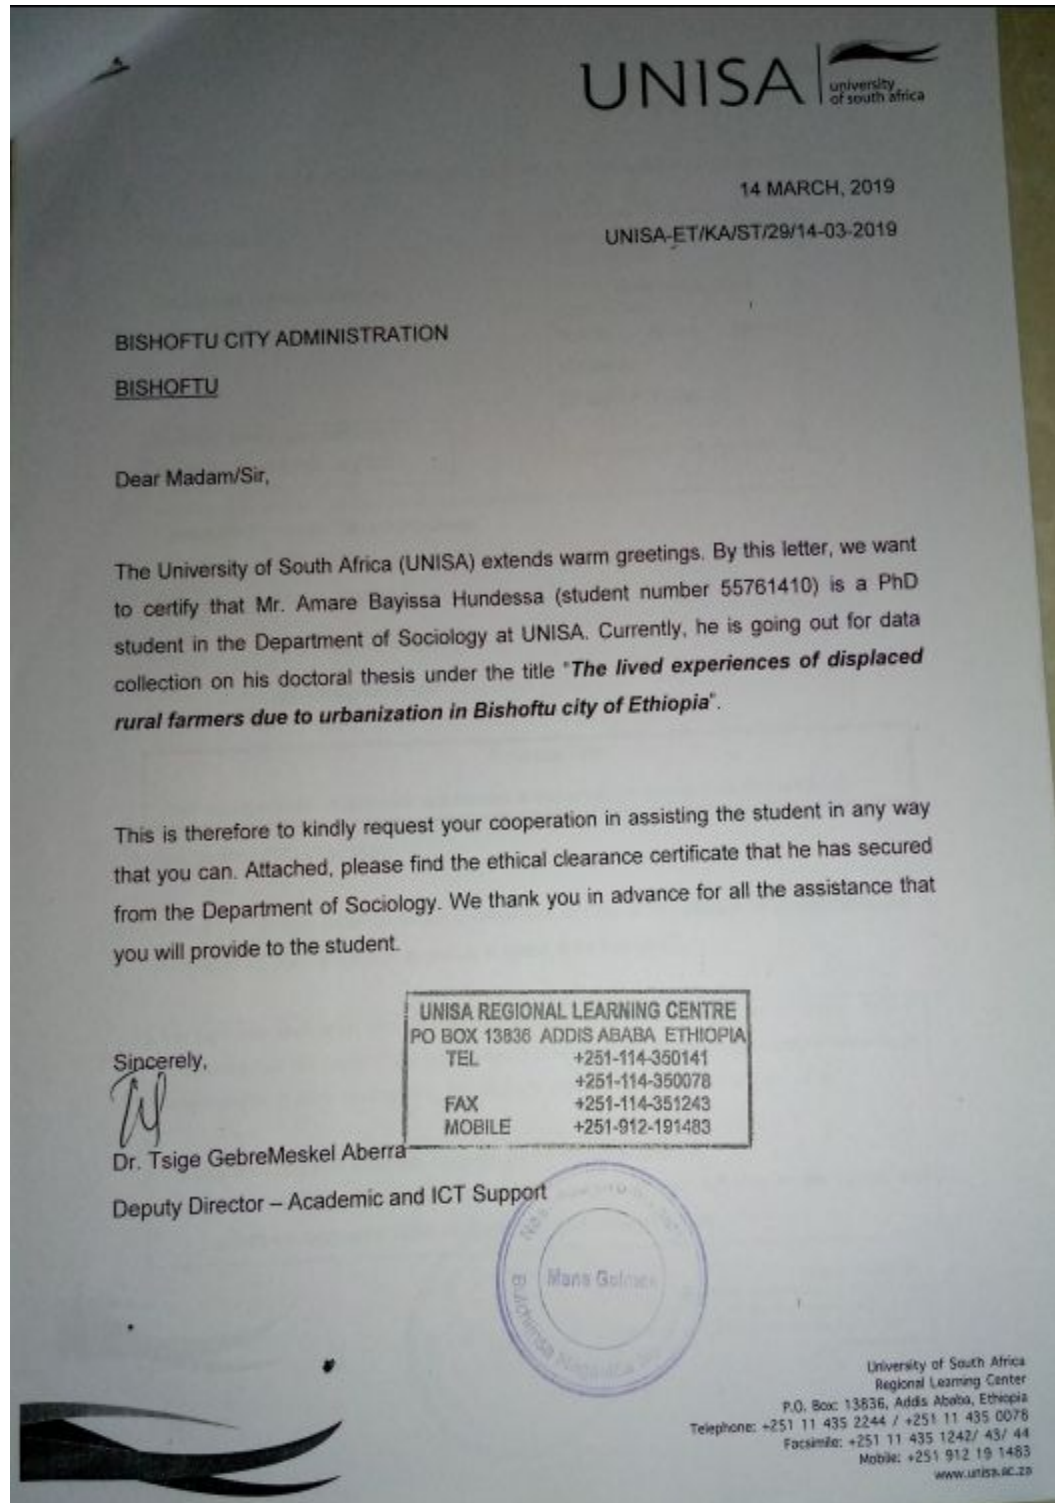 UNISA
university
of south africa
14 MARCH, 2019
UNISA-ET/KA/ST/29/14-03-2019
BISHOFTU CITY ADMINISTRATION
BISHOFTU
Dear Madam/Sir,
The University of South Africa (UNISA) extends warm greetings. By this letter, we want
to certify that Mr. Amare Bayissa Hundessa (student number 55761410) is a PhD
student in the Department of Sociology at UNISA. Currently, he is going out for data
collection on his doctoral thesis under the title "The lived experiences of displaced
rural farmers due to urbanization in Bishoftu city of Ethiopia".
This is therefore to kindly request your cooperation in assisting the student in any way
that you can. Attached, please find the ethical clearance certificate that he has secured
from the Department of Sociology. We thank you in advance for all the assistance that
you will provide to the student.
UNISA REGIONAL LEARNING CENTRE
PO BOX 13836 ADDIS ABABA ETHIOPIA
TEL +251-114-350141
+251-114-350078
FAX +251-114-351243
MOBILE +251-912-191483
Sincerely,
Dr. Tsige GebreMeskel Aberra
Deputy Director – Academic and ICT Support
Mana
University of South Africa
Regional Learning Center
P.O. Box: 13836, Addis Ababa, Ethiopia
Telephone: +251 11 435 2244 / +251 11 435 0078
Facsimile: +251 11 435 1242/ 43/ 44
Mobile: +251 912 19 1483
www.unisa.ac.za